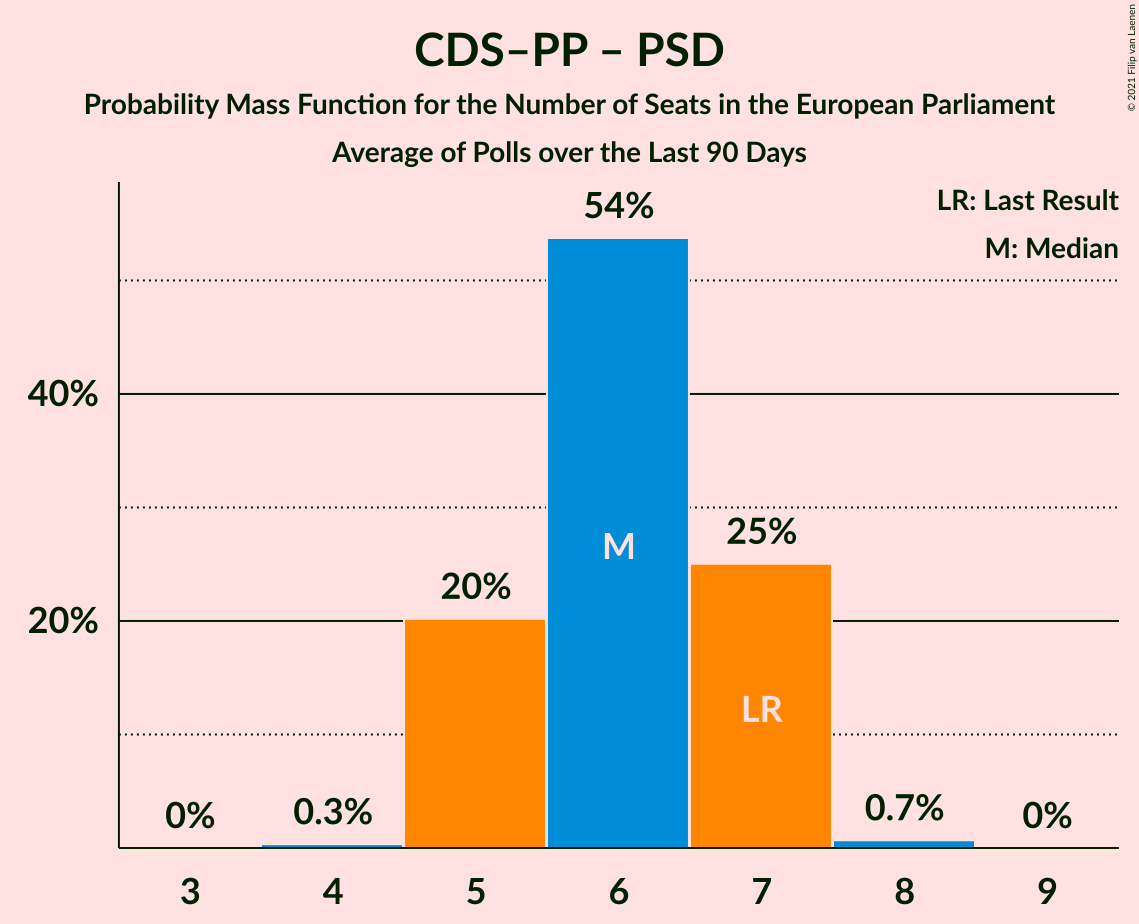 CDS–PP – PSD
Probability Mass Function for the Number of Seats in the European Parliament
Average of Polls over the Last 90 Days
© 2021 Filip van Laenen
LR: Last Result
M: Median
54%
40%
M
25%
20%
20%
LR
0%
0.3%
0.7%
0%
3 4 5 6 7 8 9